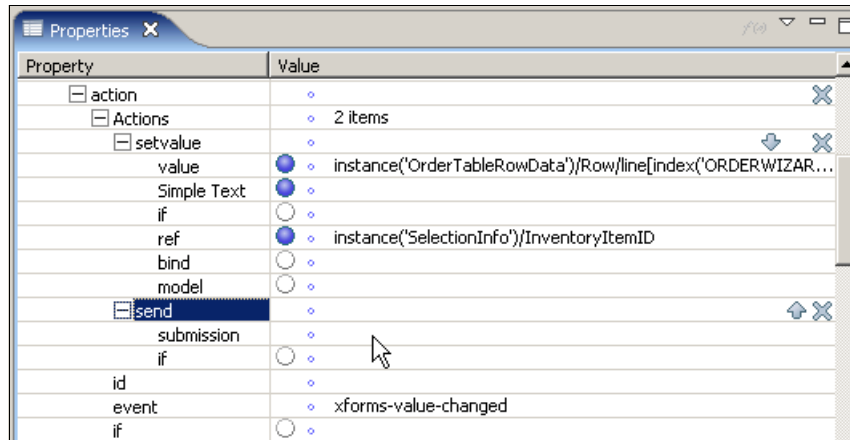 Properties
Property Value
action
Actions 2 items
setvalue
value instance('OrderTableRowData')/Row/line[index('ORDERWIZAR...
Simple Text
if
ref instance('SelectionInfo')/InventoryItemID
bind
model
send
submission
if
id
event xforms-value-changed
if